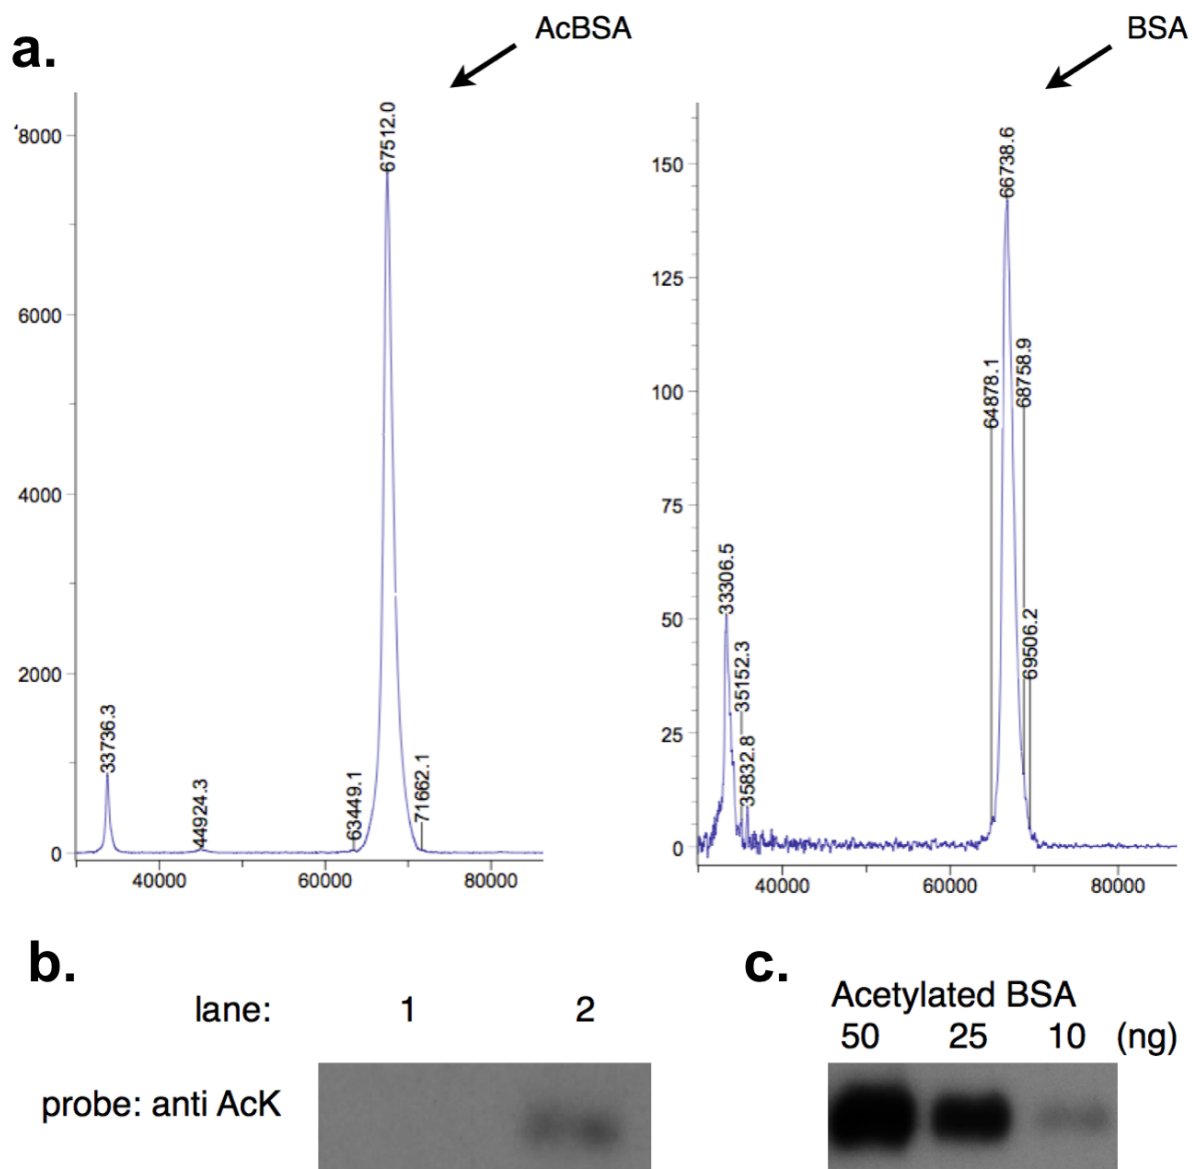 a.
AcBSA
BSA
8000
6000
4000
2000
0
67512.0
33736.3
44924.3
63449.1
71662.1
40000 60000 80000
150
125
100
75
50
25
0
66738.6
64878.1
68758.9
69506.2
33306.5
35152.3
35832.8
40000 60000 80000
b.
lane: 1 2
probe: anti AcK
c.
Acetylated BSA
50 25 10 (ng)